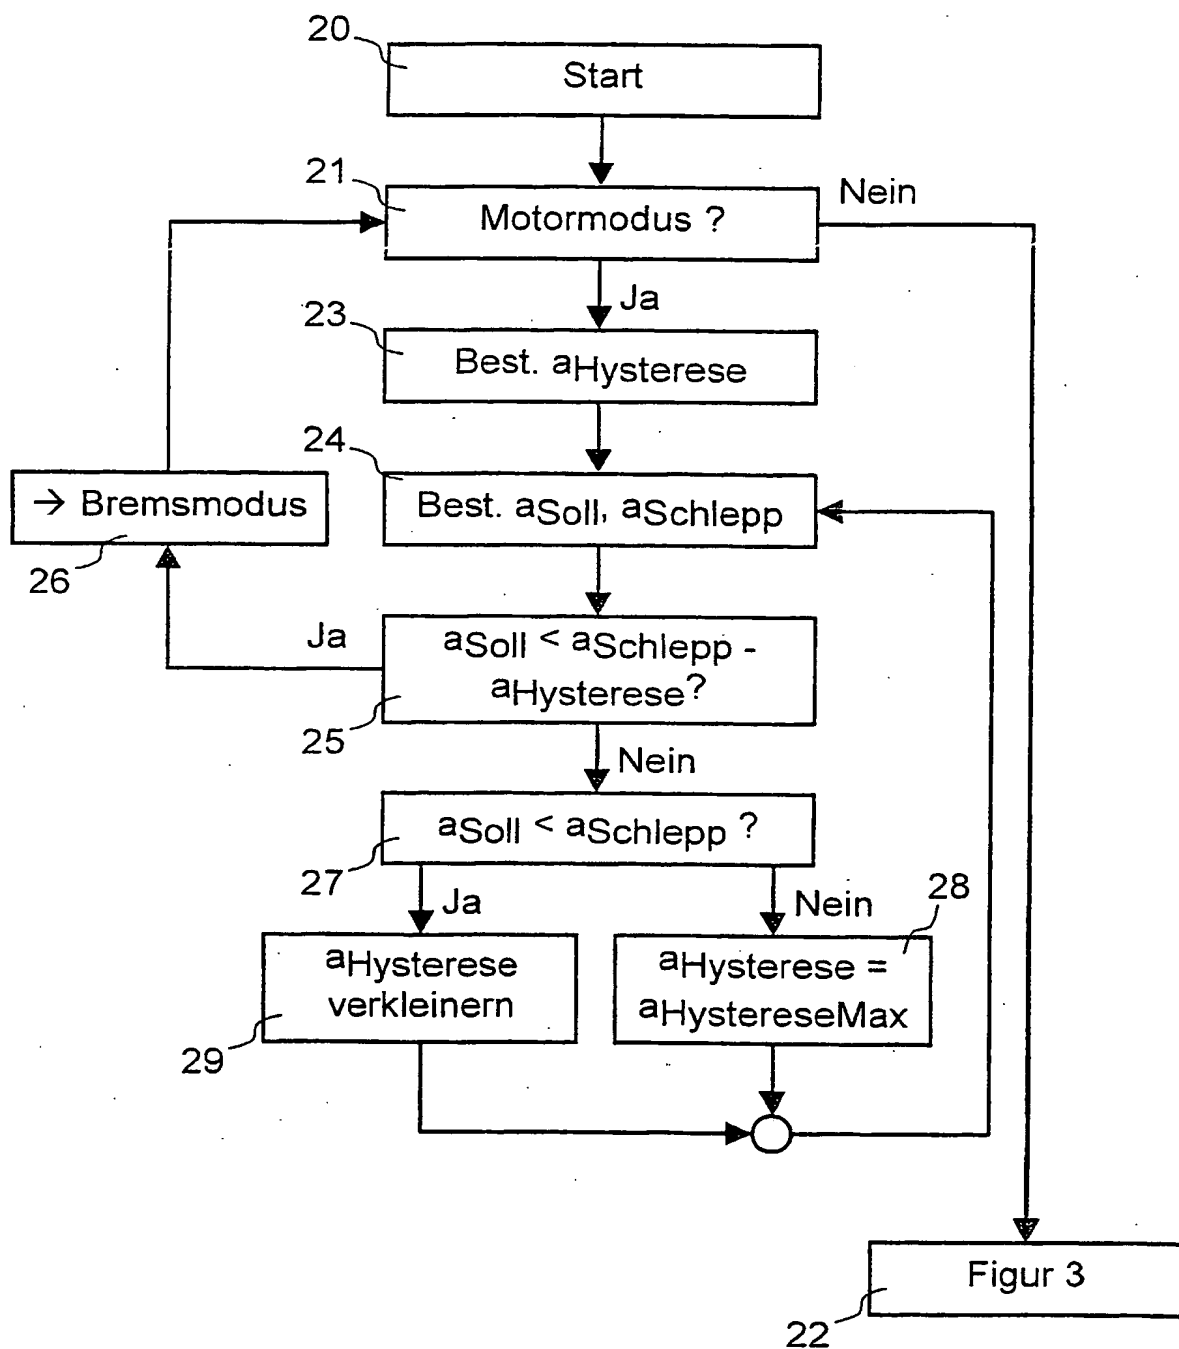 20
Start
21
Motormodus ?
Nein
Ja
23
Best. aHysterese
24
Best. aSoll, aSchlepp
→ Bremsmodus
26
Ja
aSoll < aSchlepp -
aHysterese?
25
Nein
aSoll < aSchlepp ?
27
Ja
Nein
28
aHysterese
verkleinern
29
aHysterese =
aHystereseMax
Figur 3
22